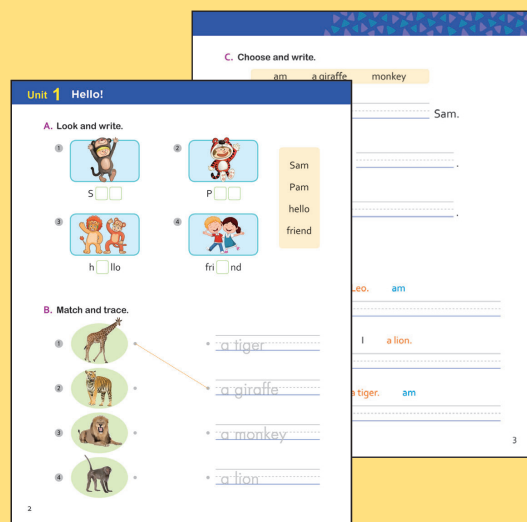 C. Choose and write.
am a giraffe monkey
Sam.
.
.
Leo. am
I a lion.
a tiger. am
3
Unit 1 Hello!
A. Look and write.
1 2
S P
3 4
h llo fri nd
Sam
Pam
hello
friend
B. Match and trace.
1 a tiger
2 a giraffe
3 a monkey
4 a lion
2